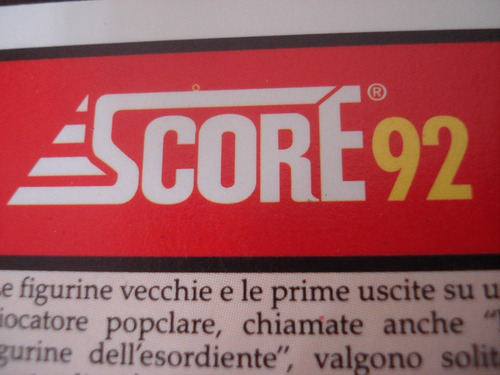 SCORE® 92
e figurine vecchie e le prime uscite su u
iocatore popclare, chiamate anche "
gurine dell'esordiente", valgono solit